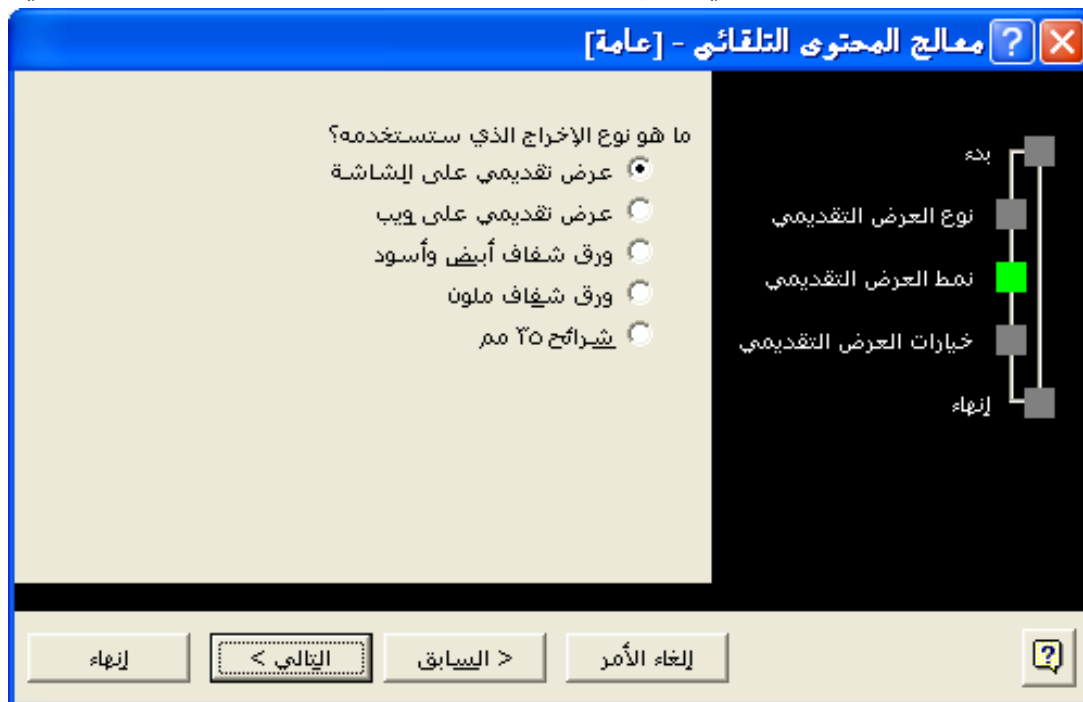 معالج المحتوى التلقائي - [عامة]
بدء
نوع العرض التقديمي
نمط العرض التقديمي
خيارات العرض التقديمي
إنهاء
ما هو نوع الإخراج الذي ستستخدمه؟
عرض تقديمي على الشاشة
عرض تقديمي على ويب
ورق شفاف أبيض وأسود
ورق شفاف ملون
شرائح ٣٥ مم
إلغاء الأمر
< السابق
التالي >
إنهاء